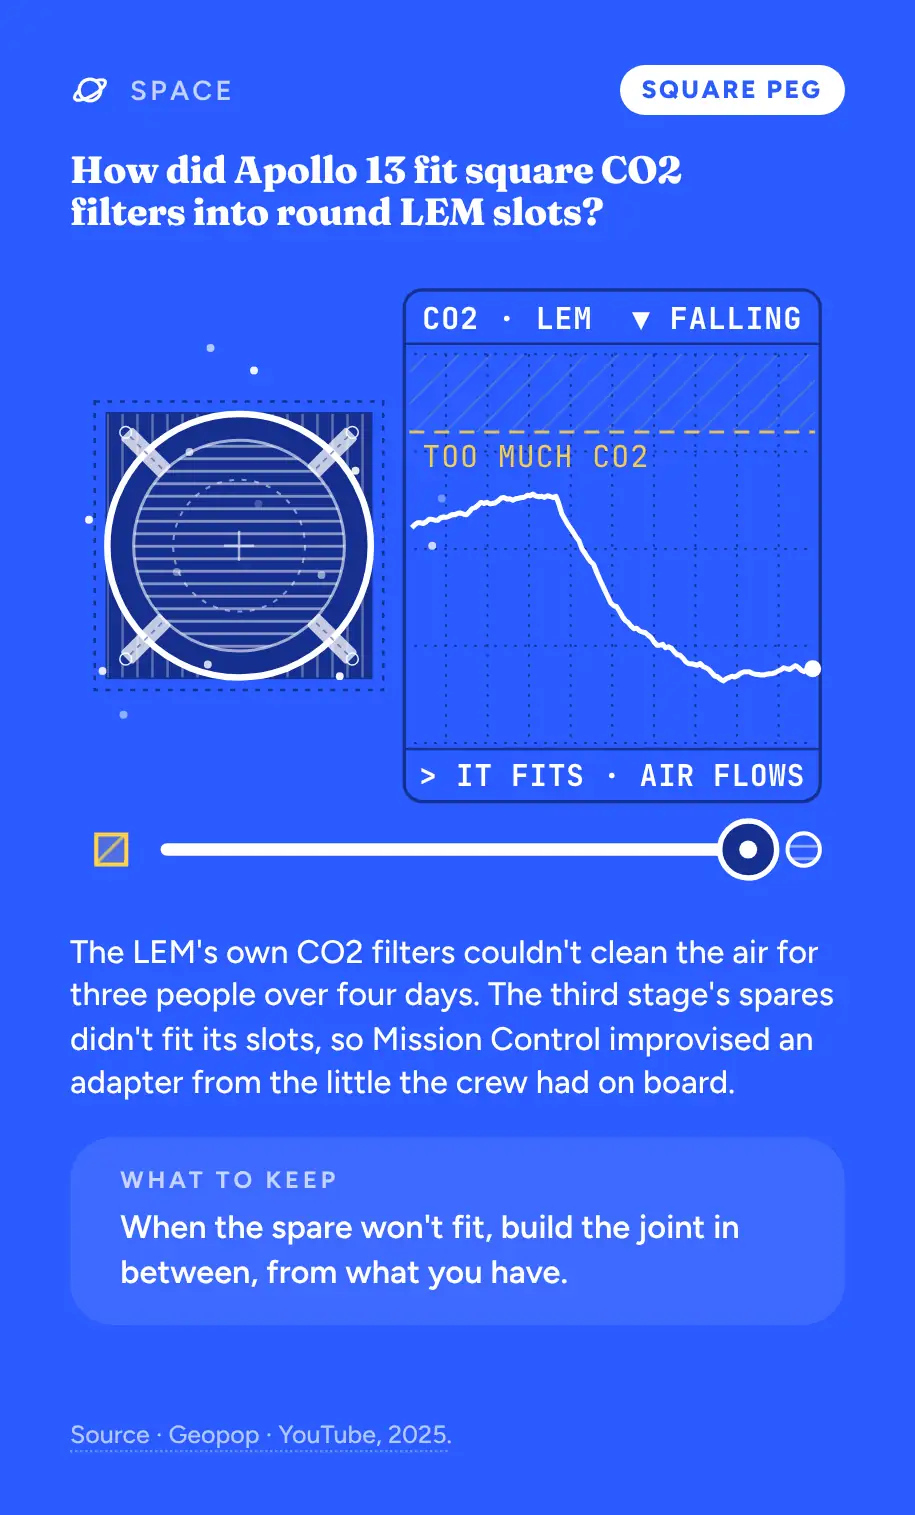 SPACE
SQUARE PEG
How did Apollo 13 fit square CO2
filters into round LEM slots?
CO2 · LEM ▼ FALLING
TOO MUCH CO2
> IT FITS · AIR FLOWS
The LEM's own CO2 filters couldn't clean the air for
three people over four days. The third stage's spares
didn't fit its slots, so Mission Control improvised an
adapter from the little the crew had on board.
WHAT TO KEEP
When the spare won't fit, build the joint in
between, from what you have.
Source · Geopop · YouTube, 2025.